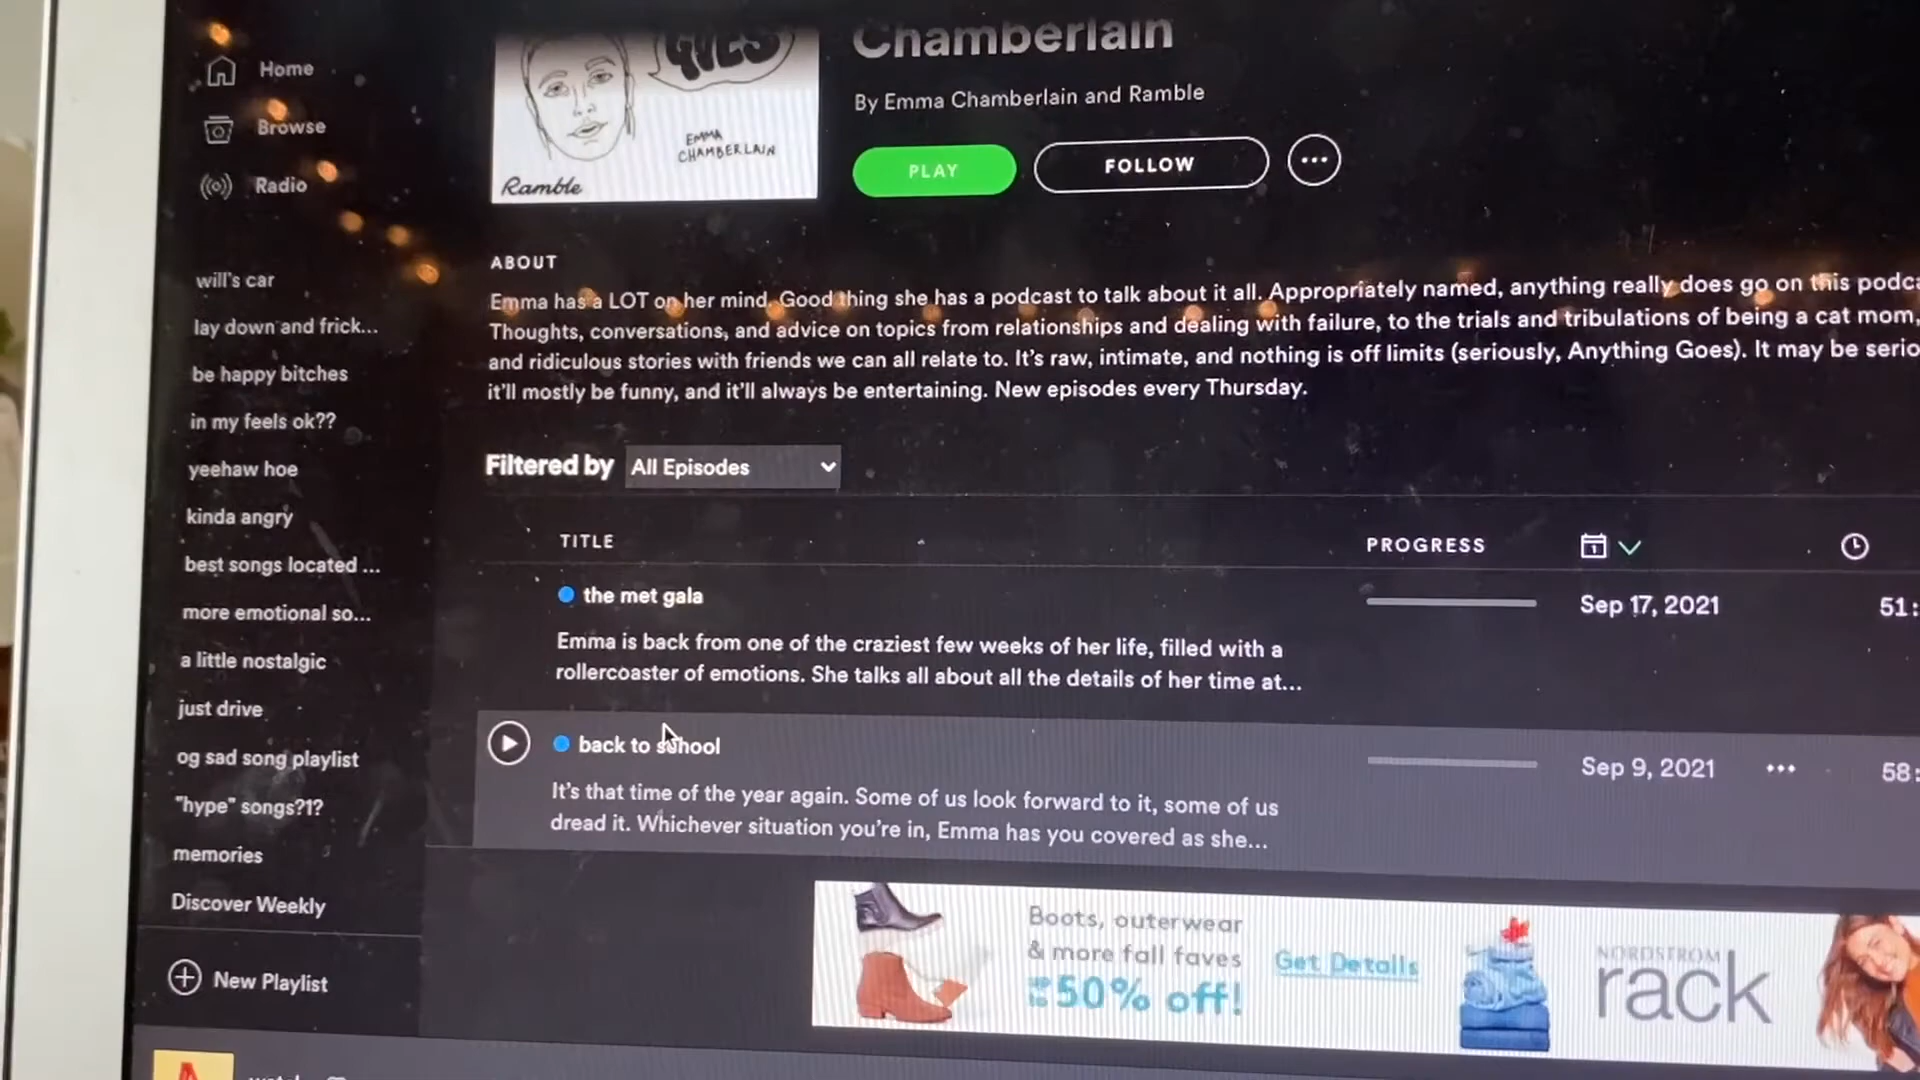 Home
Browse
Radio
will's car
lay down and frick...
be happy bitches
in my feels ok??
yeehaw hoe
kinda angry
best songs located ...
more emotional so...
a little nostalgic
just drive
og sad song playlist
"hype" songs?1?
memories
Discover Weekly
New Playlist
GOES
EMMA
CHAMBERLAIN
Ramble
Chamberlain
By Emma Chamberlain and Ramble
PLAY
FOLLOW
ABOUT
Emma has a LOT on her mind. Good thing she has a podcast to talk about it all. Appropriately named, anything really does go on this podca
Thoughts, conversations, and advice on topics from relationships and dealing with failure, to the trials and tribulations of being a cat mom,
and ridiculous stories with friends we can all relate to. It's raw, intimate, and nothing is off limits (seriously, Anything Goes). It may be serio
it'll mostly be funny, and it'll always be entertaining. New episodes every Thursday.
Filtered by All Episodes
TITLE PROGRESS
the met gala Sep 17, 2021 51:
Emma is back from one of the craziest few weeks of her life, filled with a
rollercoaster of emotions. She talks all about all the details of her time at...
back to school Sep 9, 2021 58:
It's that time of the year again. Some of us look forward to it, some of us
dread it. Whichever situation you're in, Emma has you covered as she...
Boots, outerwear
& more fall faves
50% off!
Get Details
NORDSTROM
rack